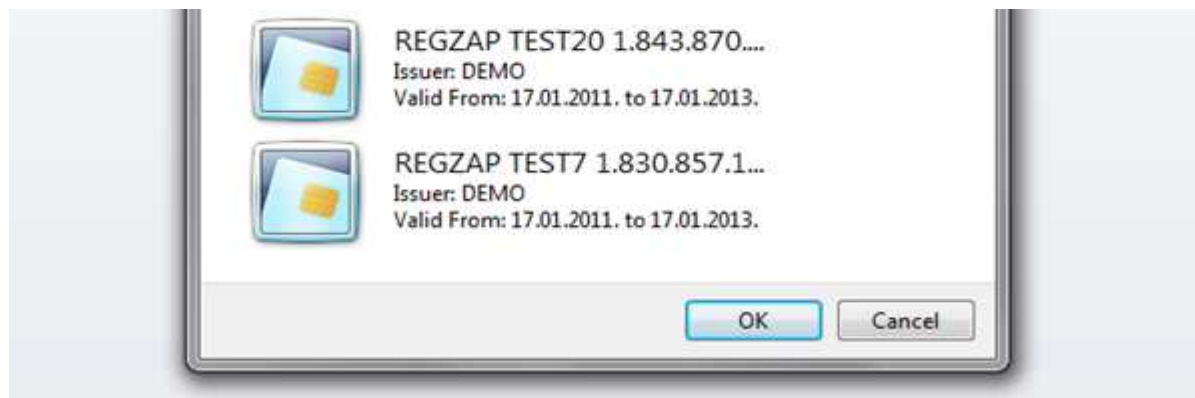 REGZAP TEST20 1.843.870....
Issuer: DEMO
Valid From: 17.01.2011. to 17.01.2013.
REGZAP TEST7 1.830.857.1...
Issuer: DEMO
Valid From: 17.01.2011. to 17.01.2013.
OK Cancel